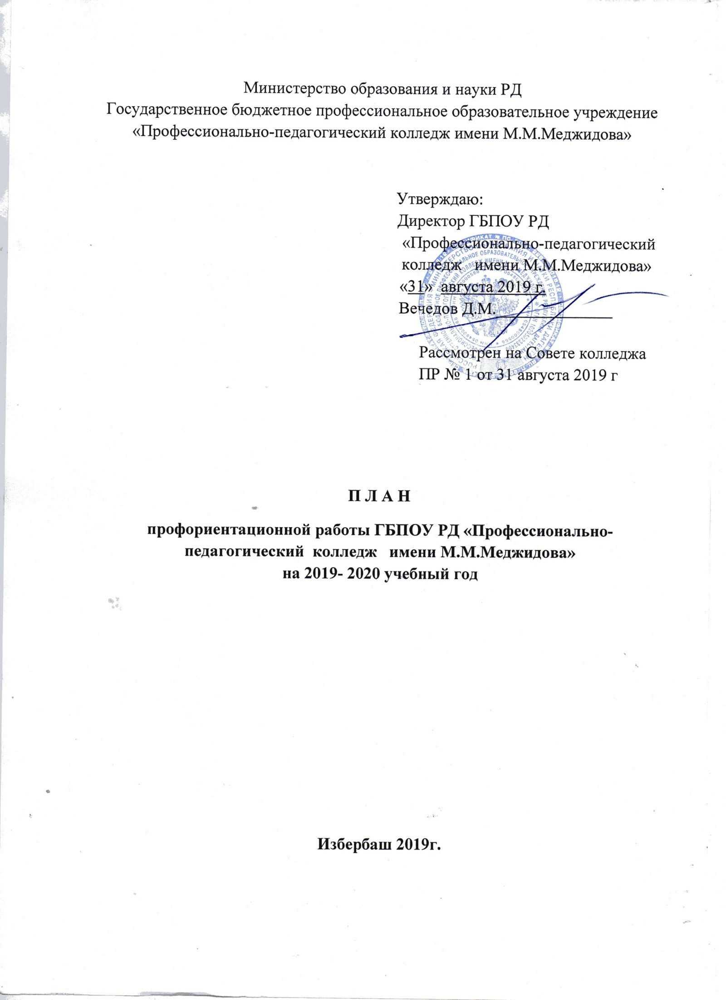 Министерство образования и науки РД
Государственное бюджетное профессиональное образовательное учреждение
«Профессионально-педагогический колледж имени М.М.Меджидова»
Утверждаю:
Директор ГБПОУ РД
«Профессионально-педагогический
колледж имени М.М.Меджидова»
«31» августа 2019 г.
Вечедов Д.М.
Рассмотрен на Совете колледжа
ПР № 1 от 31 августа 2019 г
П Л А Н
профориентационной работы ГБПОУ РД «Профессионально-
педагогический колледж имени М.М.Меджидова»
на 2019- 2020 учебный год
Избербаш 2019г.